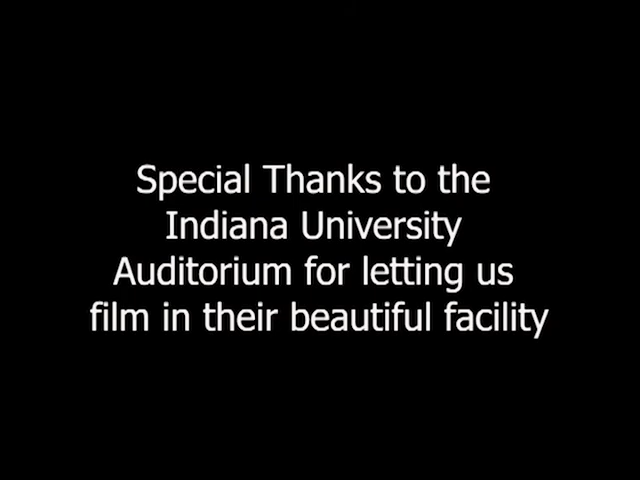 Special Thanks to the
Indiana University
Auditorium for letting us
film in their beautiful facility